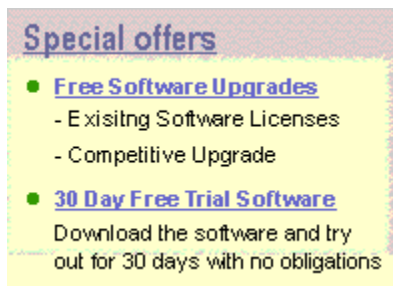 Special offers
Free Software Upgrades
- Exisitng Software Licenses
- Competitive Upgrade
30 Day Free Trial Software
Download the software and try
out for 30 days with no obligations